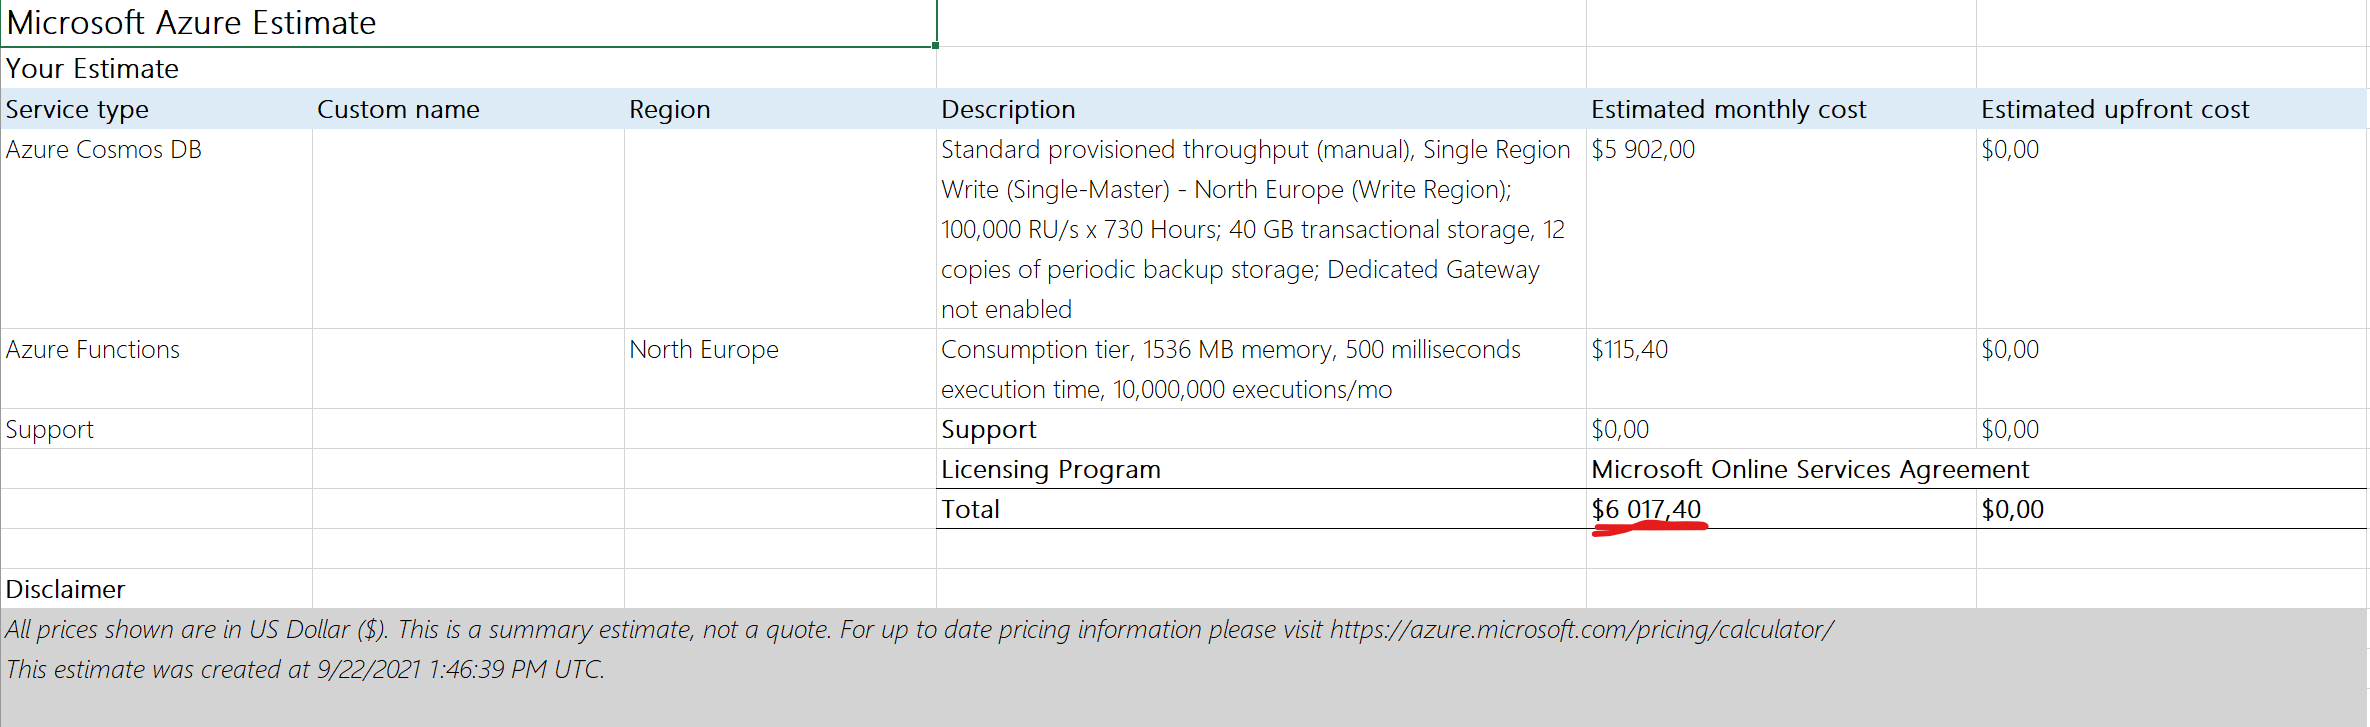 Microsoft Azure Estimate
Your Estimate
Service type Custom name Region Description Estimated monthly cost Estimated upfront cost
Azure Cosmos DB Standard provisioned throughput (manual), Single Region $5 902,00 $0,00
Write (Single-Master) - North Europe (Write Region);
100,000 RU/s x 730 Hours; 40 GB transactional storage, 12
copies of periodic backup storage; Dedicated Gateway
not enabled
Azure Functions North Europe Consumption tier, 1536 MB memory, 500 milliseconds $115,40 $0,00
execution time, 10,000,000 executions/mo
Support Support $0,00 $0,00
Licensing Program Microsoft Online Services Agreement
Total $6 017,40 $0,00
Disclaimer
All prices shown are in US Dollar ($). This is a summary estimate, not a quote. For up to date pricing information please visit https://azure.microsoft.com/pricing/calculator/
This estimate was created at 9/22/2021 1:46:39 PM UTC.